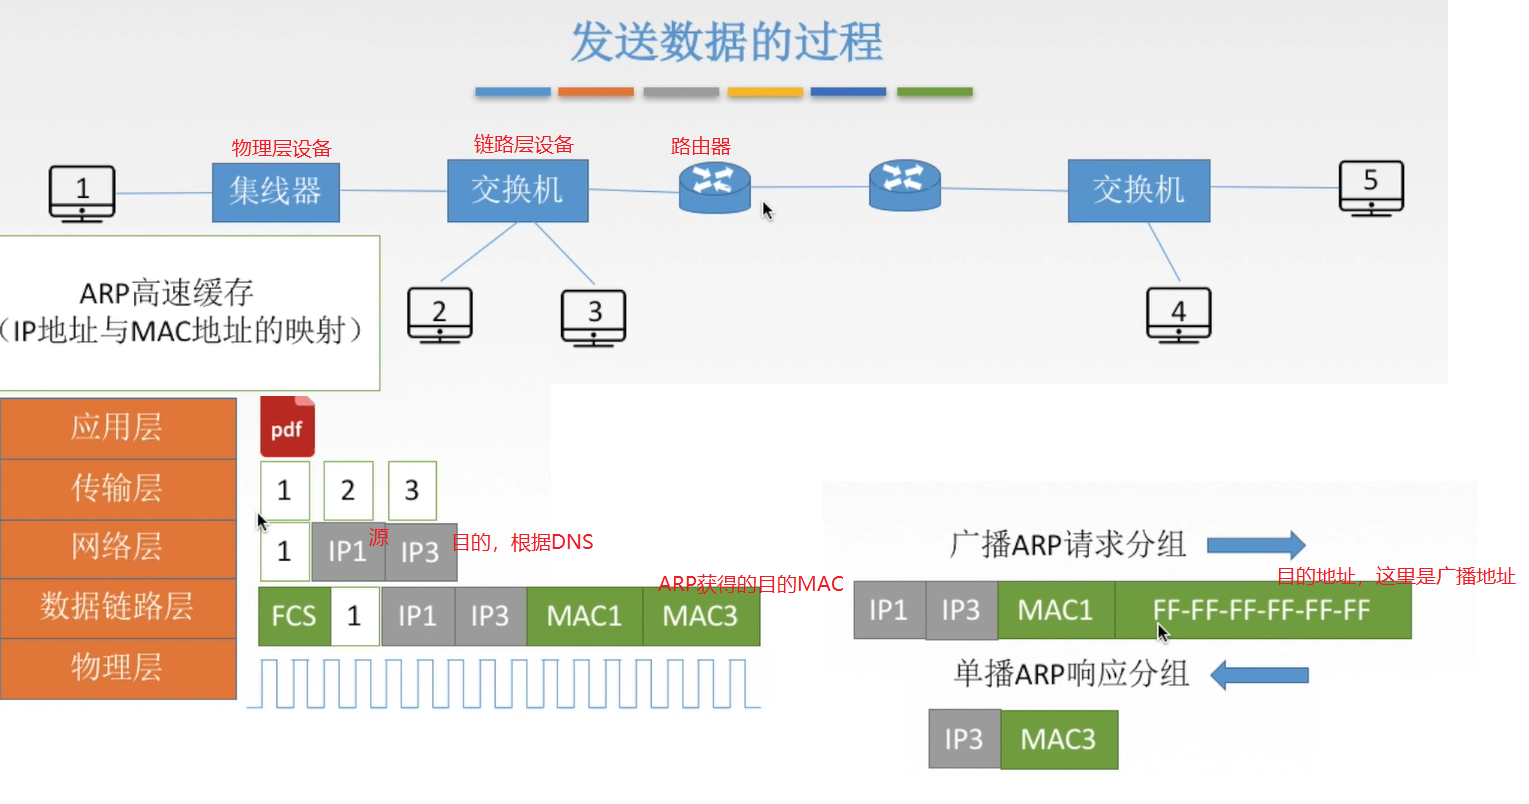 发送数据的过程
物理层设备
链路层设备
路由器
1
集线器
交换机
交换机
5
2
3
4
ARP高速缓存
（IP地址与MAC地址的映射）
应用层
pdf
传输层
1 2 3
网络层
1 IP1 源 IP3 目的，根据DNS
ARP获得的目的MAC
数据链路层
FCS 1 IP1 IP3 MAC1 MAC3
物理层
广播ARP请求分组
目的地址，这里是广播地址
IP1 IP3 MAC1 FF-FF-FF-FF-FF-FF
单播ARP响应分组
IP3 MAC3